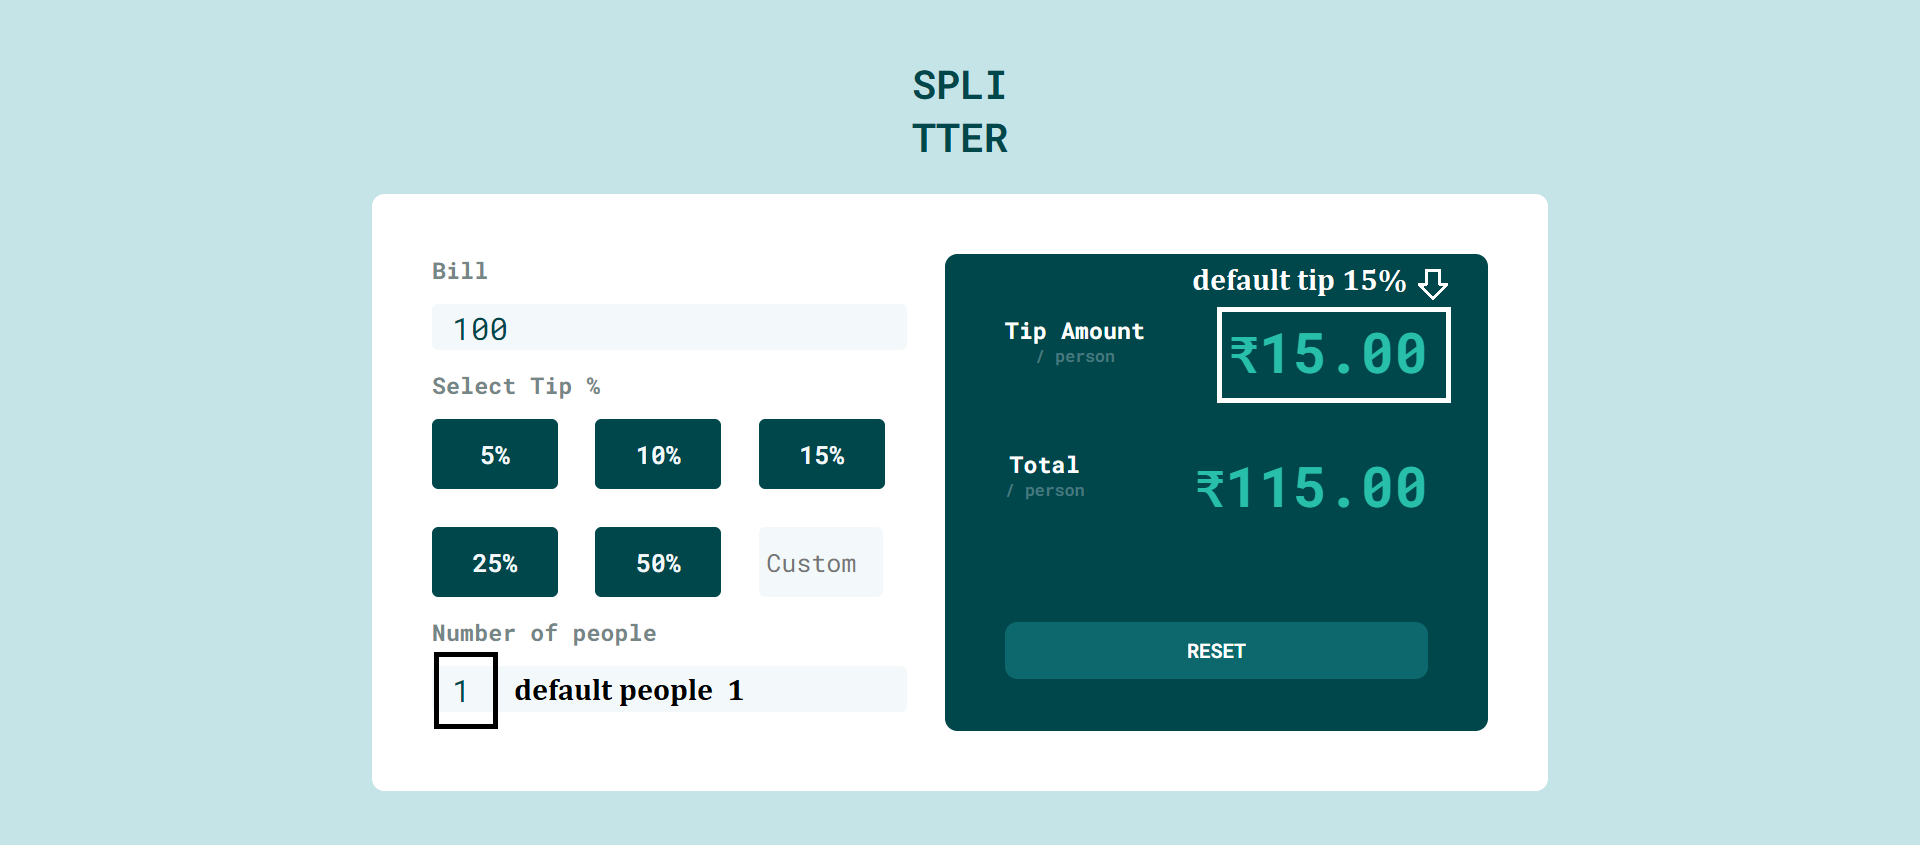 SPLI
TTER
Bill
100
Select Tip %
5%
10%
15%
25%
50%
Custom
Number of people
1
default people 1
default tip 15%
Tip Amount
/ person
₹15.00
Total
/ person
₹115.00
RESET